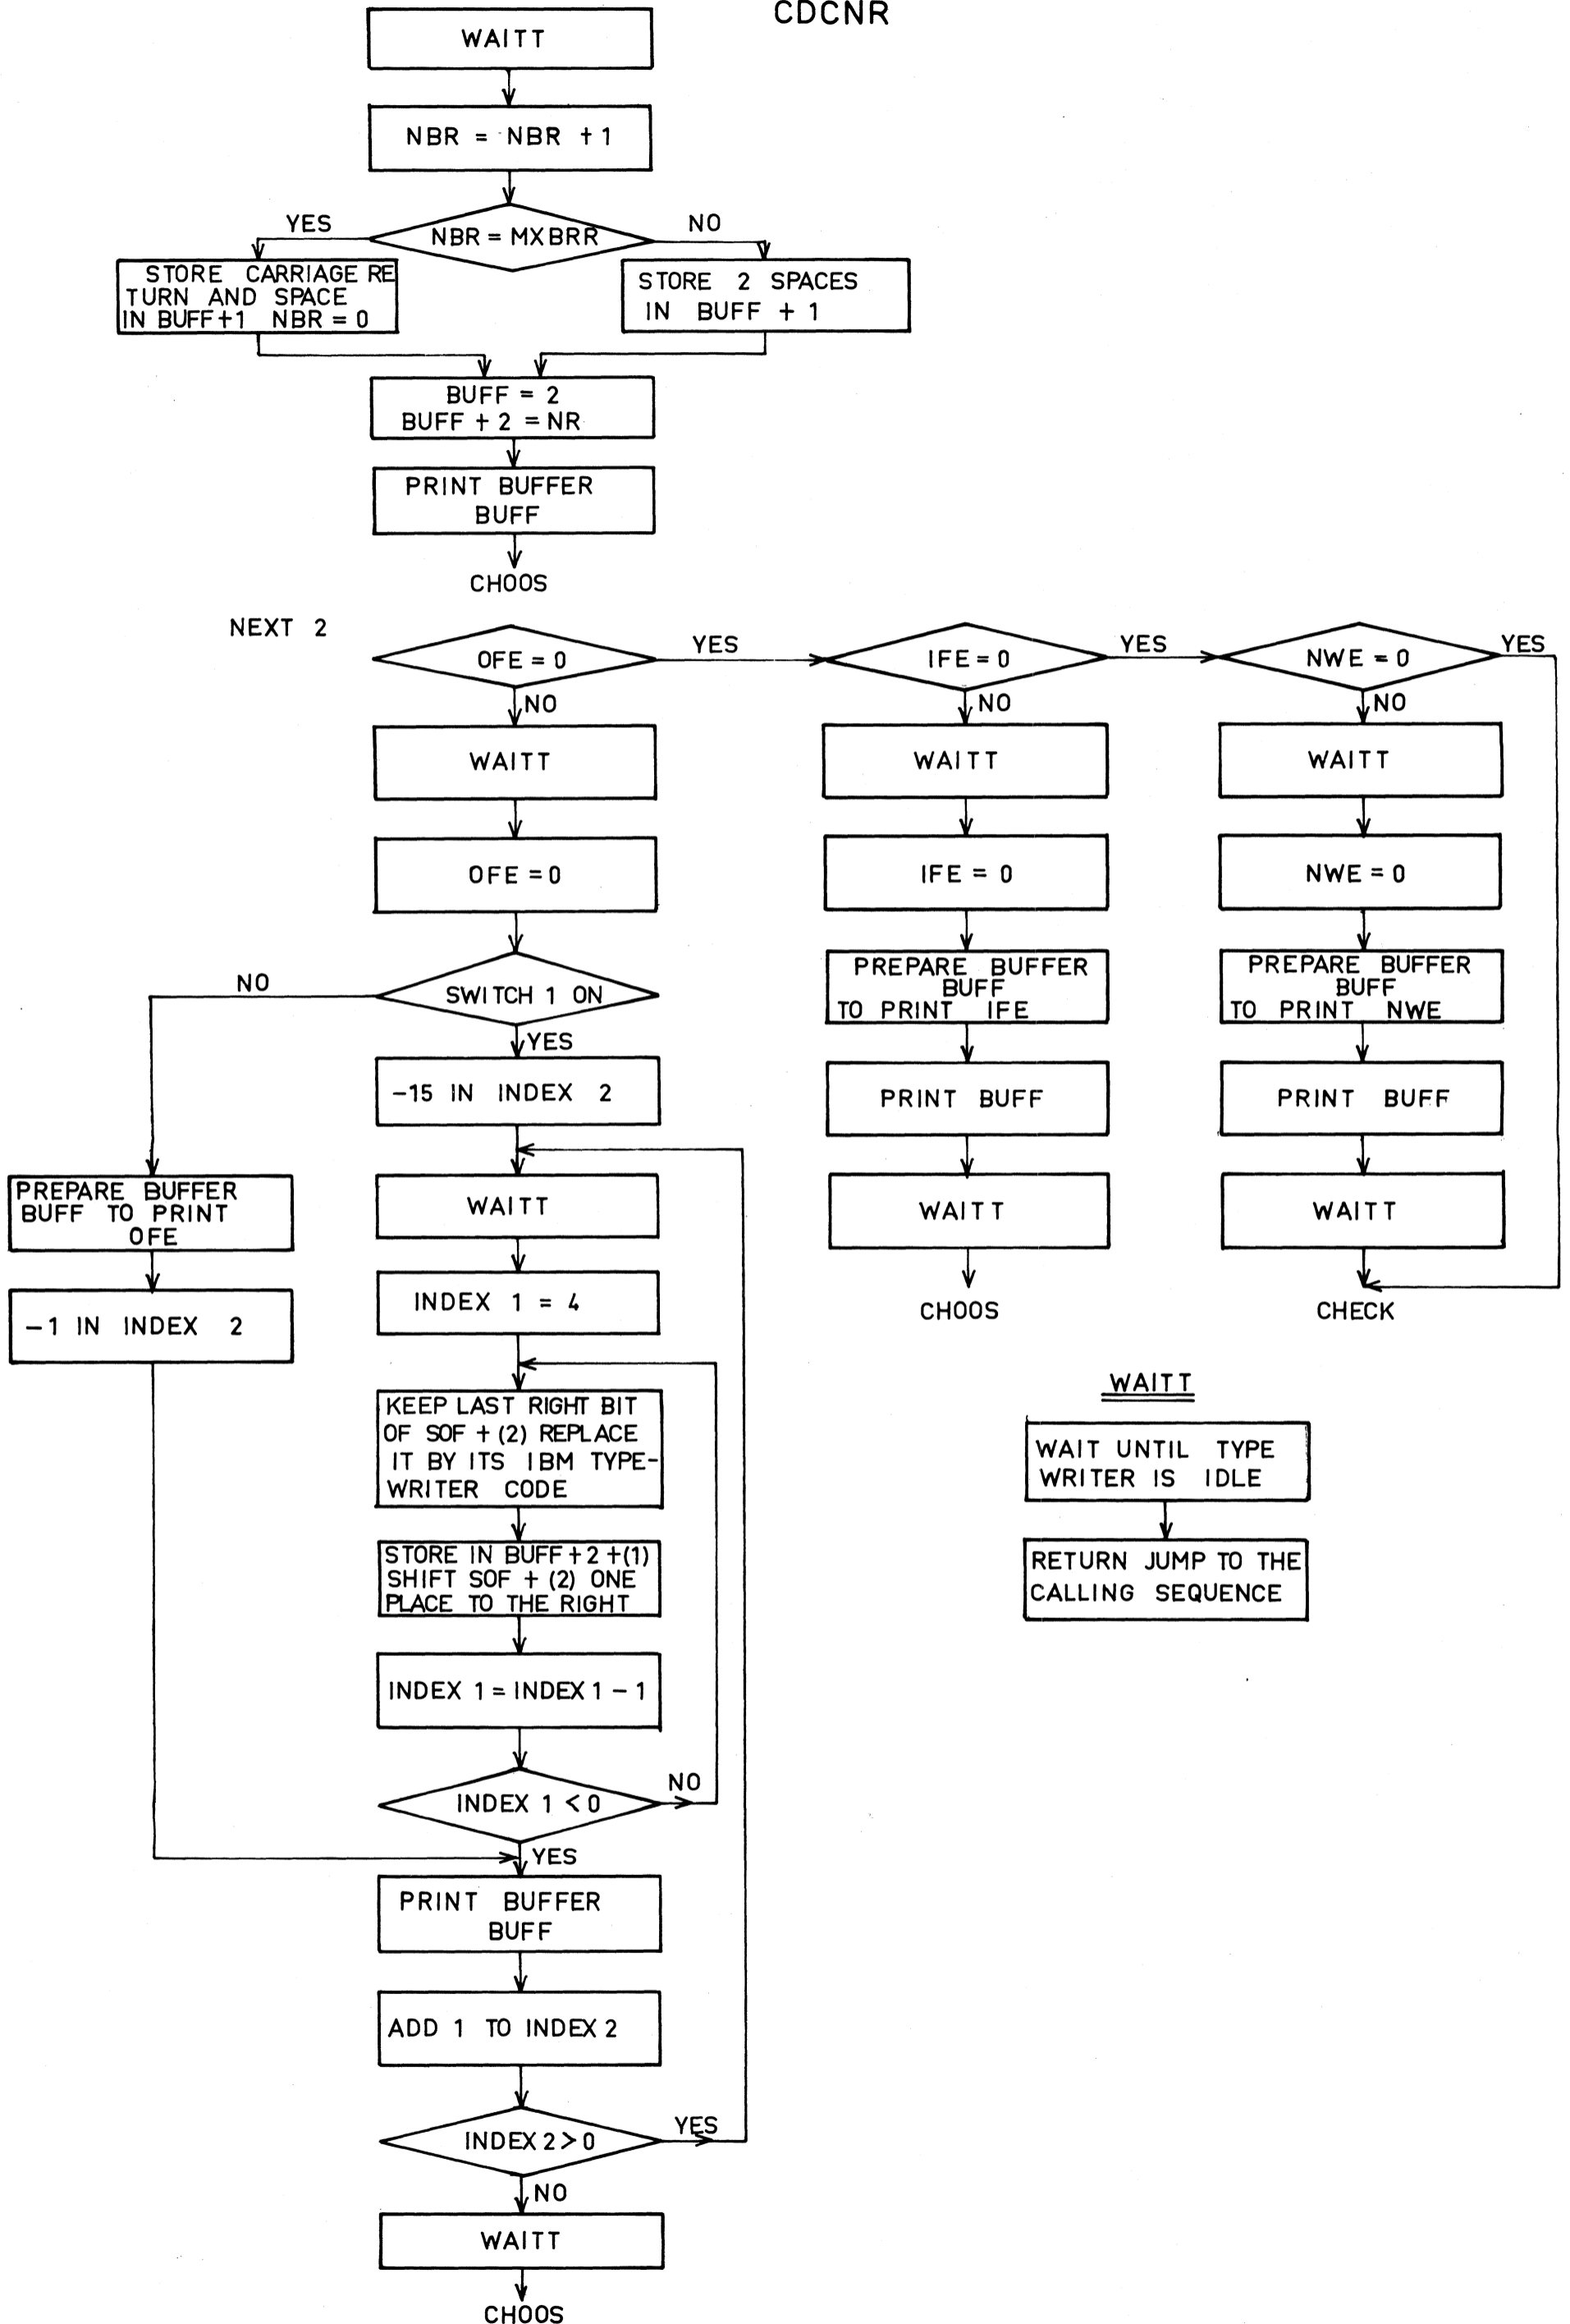 CDCNR
WAITT
NBR = NBR + 1
YES
NBR = MXBRR
NO
STORE CARRIAGE RE
TURN AND SPACE
IN BUFF+1 NBR = 0
STORE 2 SPACES
IN BUFF + 1
BUFF = 2
BUFF + 2 = NR
PRINT BUFFER
BUFF
CHOOS
NEXT 2
OFE = 0
YES
IFE = 0
YES
NWE = 0
YES
NO
NO
NO
WAITT
WAITT
WAITT
OFE = 0
IFE = 0
NWE = 0
NO
SWITCH 1 ON
YES
PREPARE BUFFER
BUFF
TO PRINT IFE
PREPARE BUFFER
BUFF
TO PRINT NWE
-15 IN INDEX 2
PRINT BUFF
PRINT BUFF
PREPARE BUFFER
BUFF TO PRINT
OFE
WAITT
WAITT
WAITT
-1 IN INDEX 2
INDEX 1 = 4
CHOOS
CHECK
KEEP LAST RIGHT BIT
OF SOF + (2) REPLACE
IT BY ITS IBM TYPE-
WRITER CODE
WAITT
WAIT UNTIL TYPE
WRITER IS IDLE
STORE IN BUFF+2+(1)
SHIFT SOF + (2) ONE
PLACE TO THE RIGHT
RETURN JUMP TO THE
CALLING SEQUENCE
INDEX 1 = INDEX 1 - 1
INDEX 1 < 0
NO
YES
PRINT BUFFER
BUFF
ADD 1 TO INDEX 2
INDEX 2 > 0
YES
NO
WAITT
CHOOS